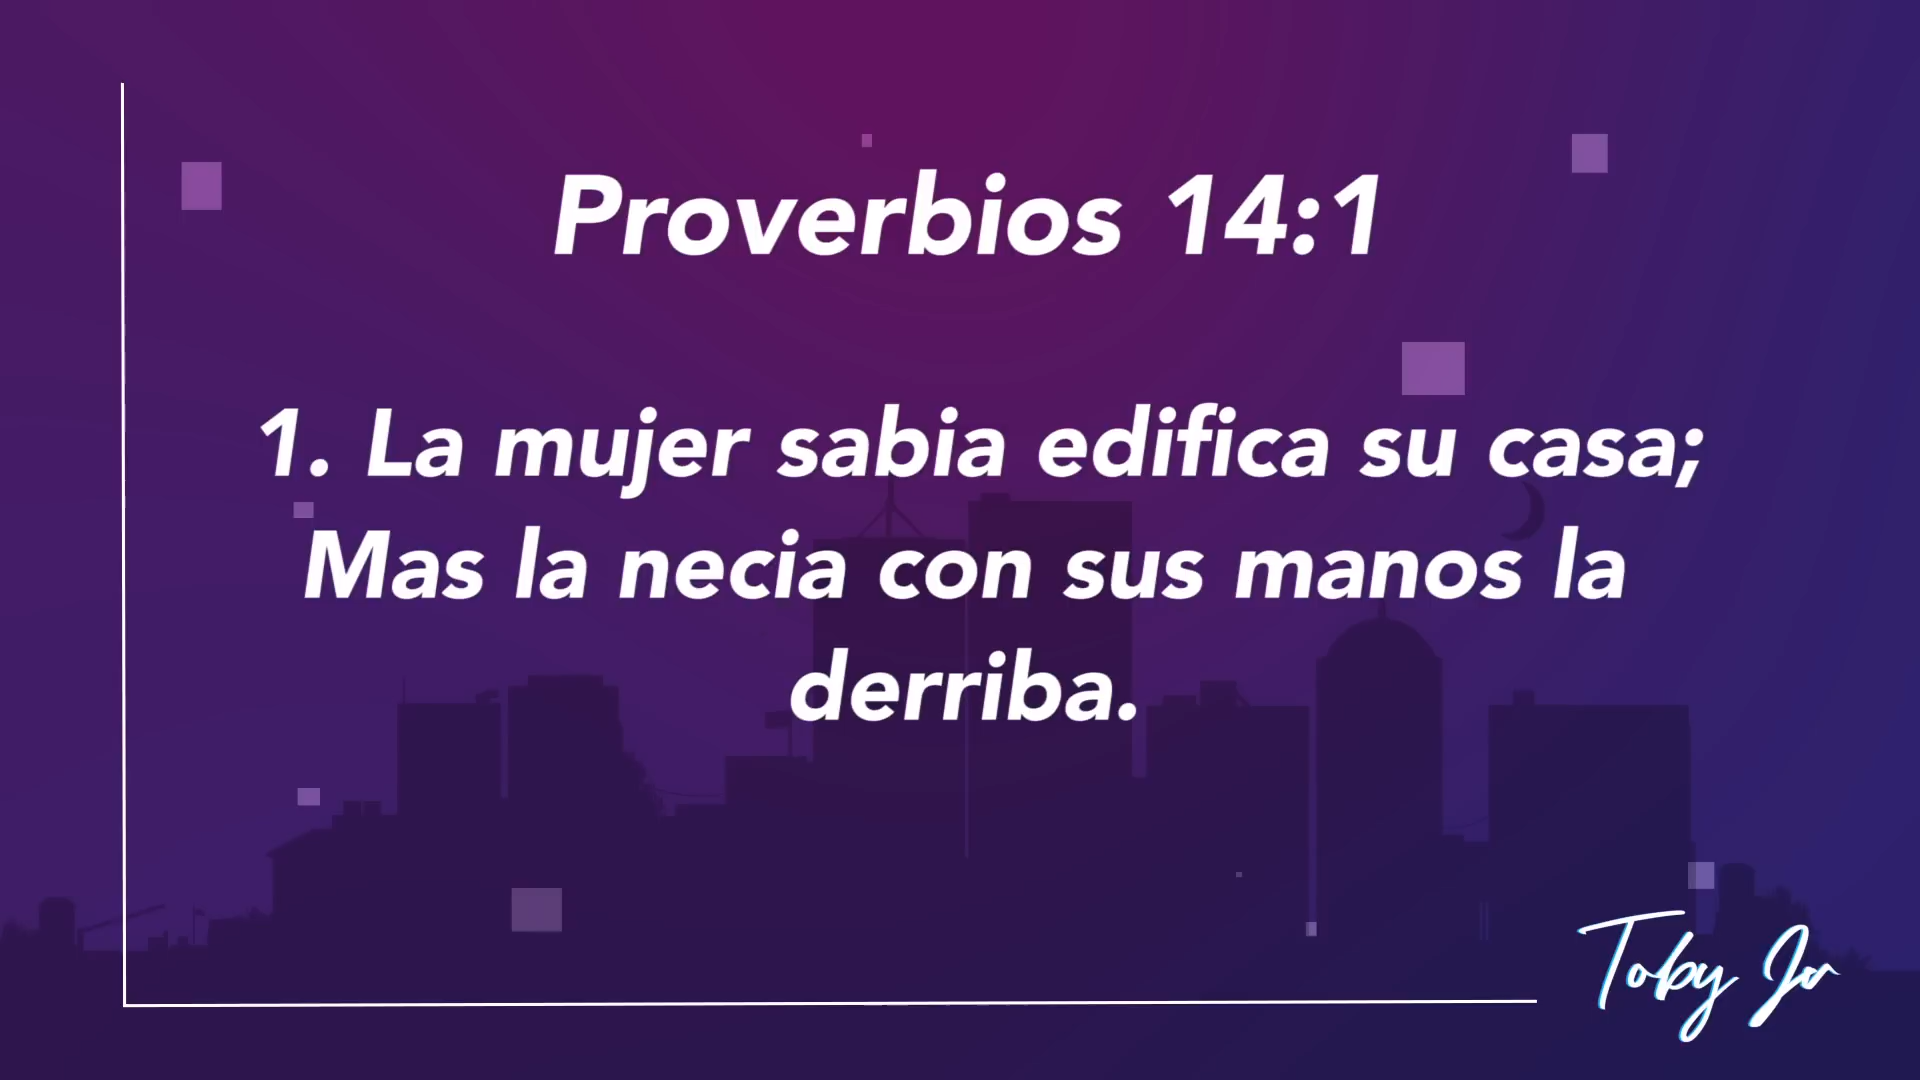 Proverbios 14:1
1. La mujer sabia edifica su casa;
Mas la necia con sus manos la
derriba.
Toby Jr